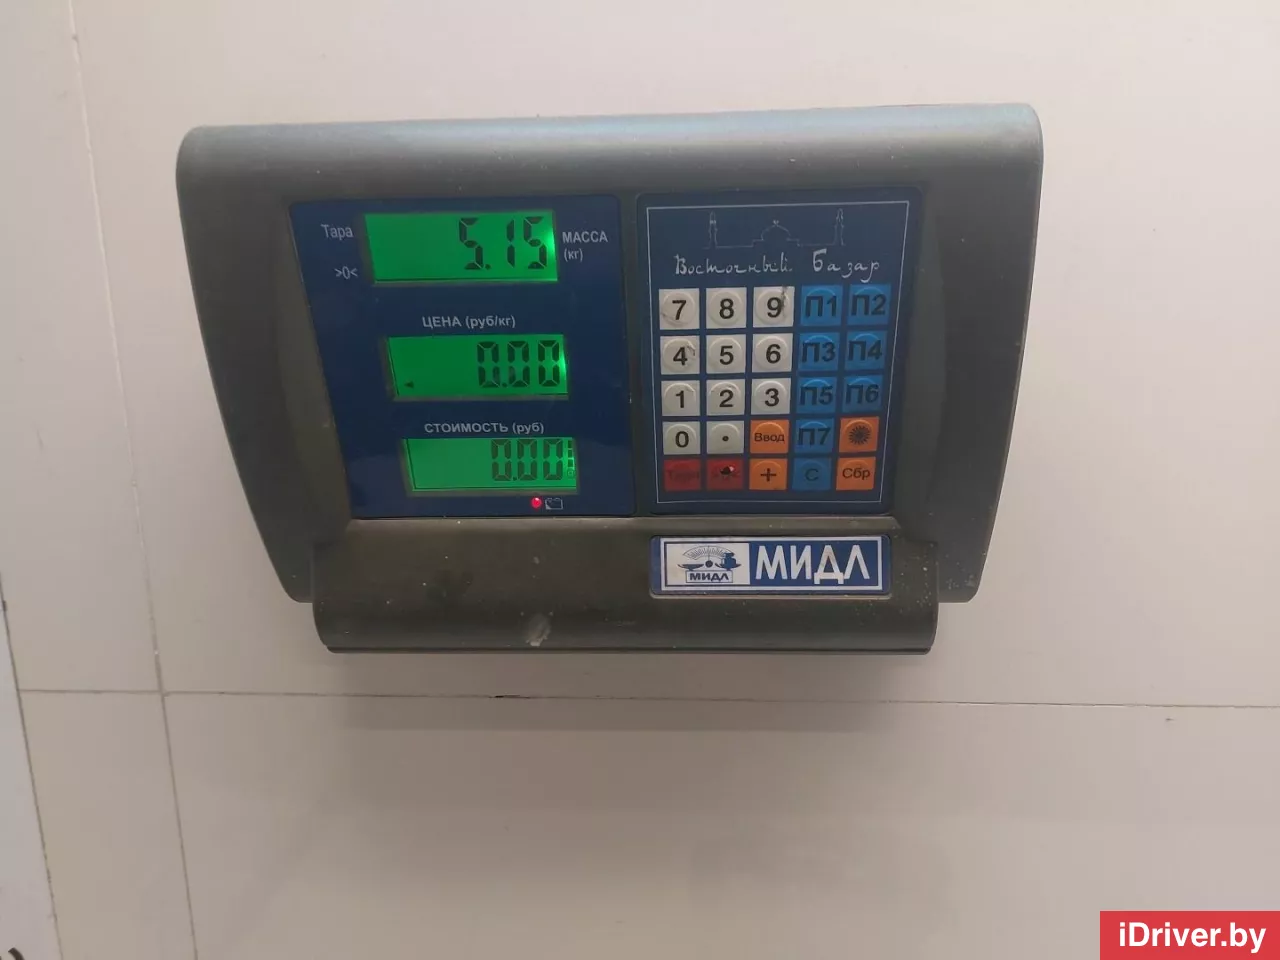 Тара
5.15
МАССА
(кг)
>0<
ЦЕНА (руб/кг)
0.00
СТОИМОСТЬ (руб)
0.00
Восточный Базар
7 8 9 П1 П2
4 5 6 П3 П4
1 2 3 П5 П6
0 . Ввод П7
+ С Сбр
МИДЛ
МИДЛ
iDriver.by